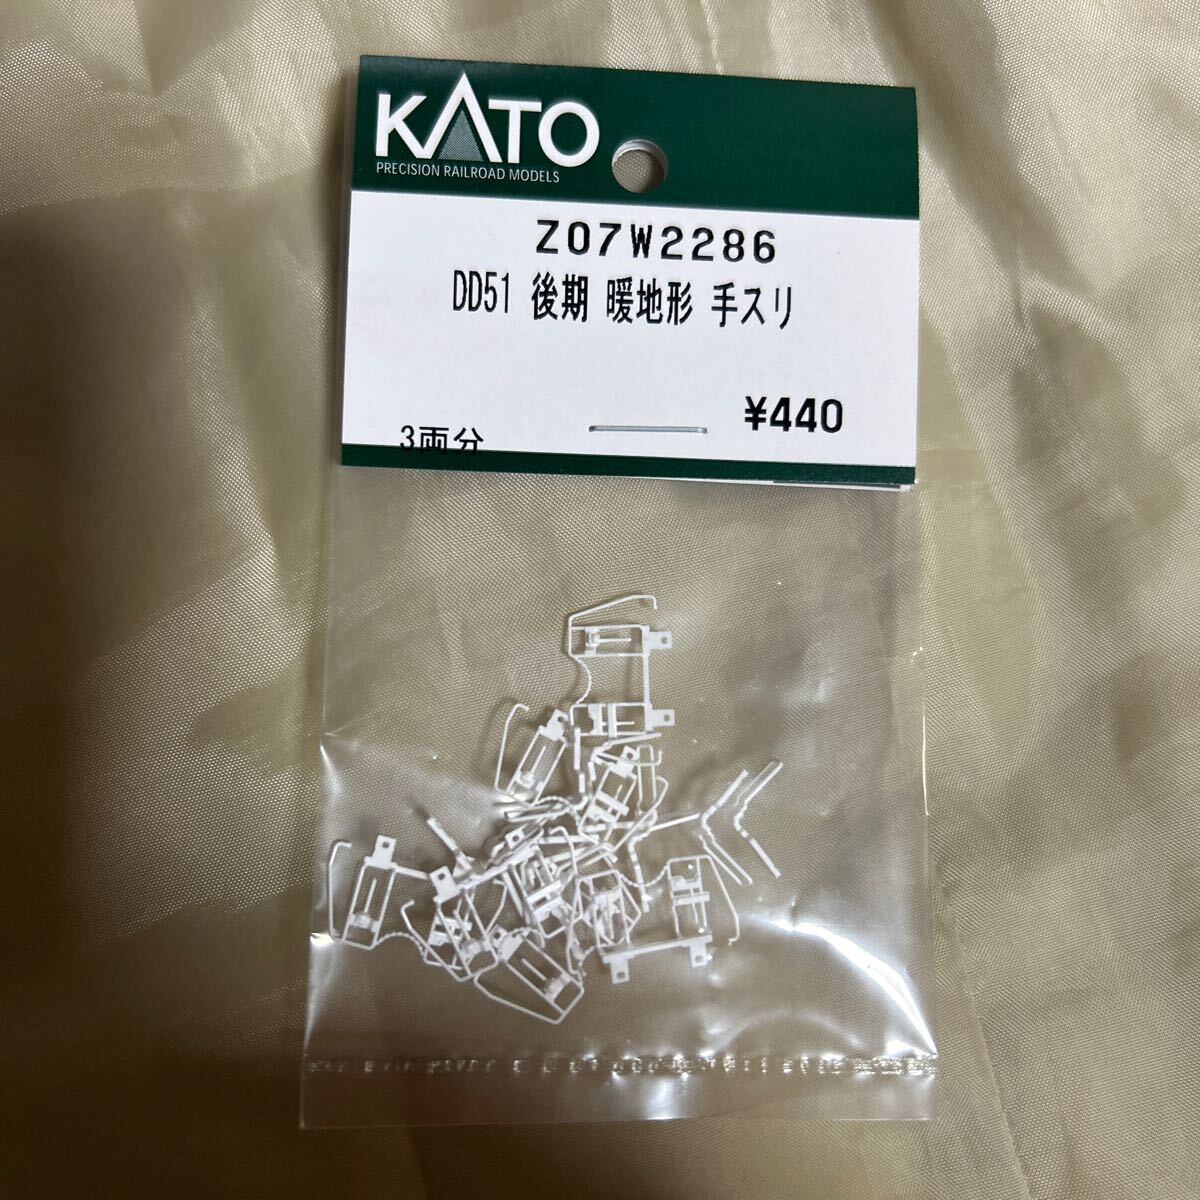 KATO
PRECISION RAILROAD MODELS
Z07W2286
DD51 後期 暖地形 手スリ
¥440
3両分